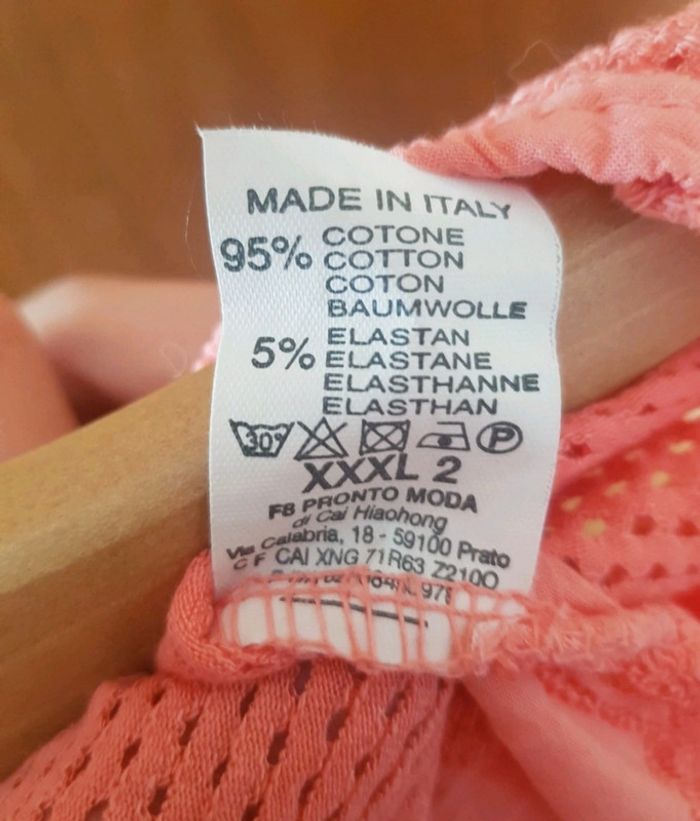 MADE IN ITALY
95% COTONE
COTTON
COTON
BAUMWOLLE
5% ELASTAN
ELASTANE
ELASTHANNE
ELASTHAN
30° P
XXXL 2
F8 PRONTO MODA
di Cai Hiaohong
Via Calabria, 18 - 59100 Prato
C F CAI XNG 71R63 Z210O